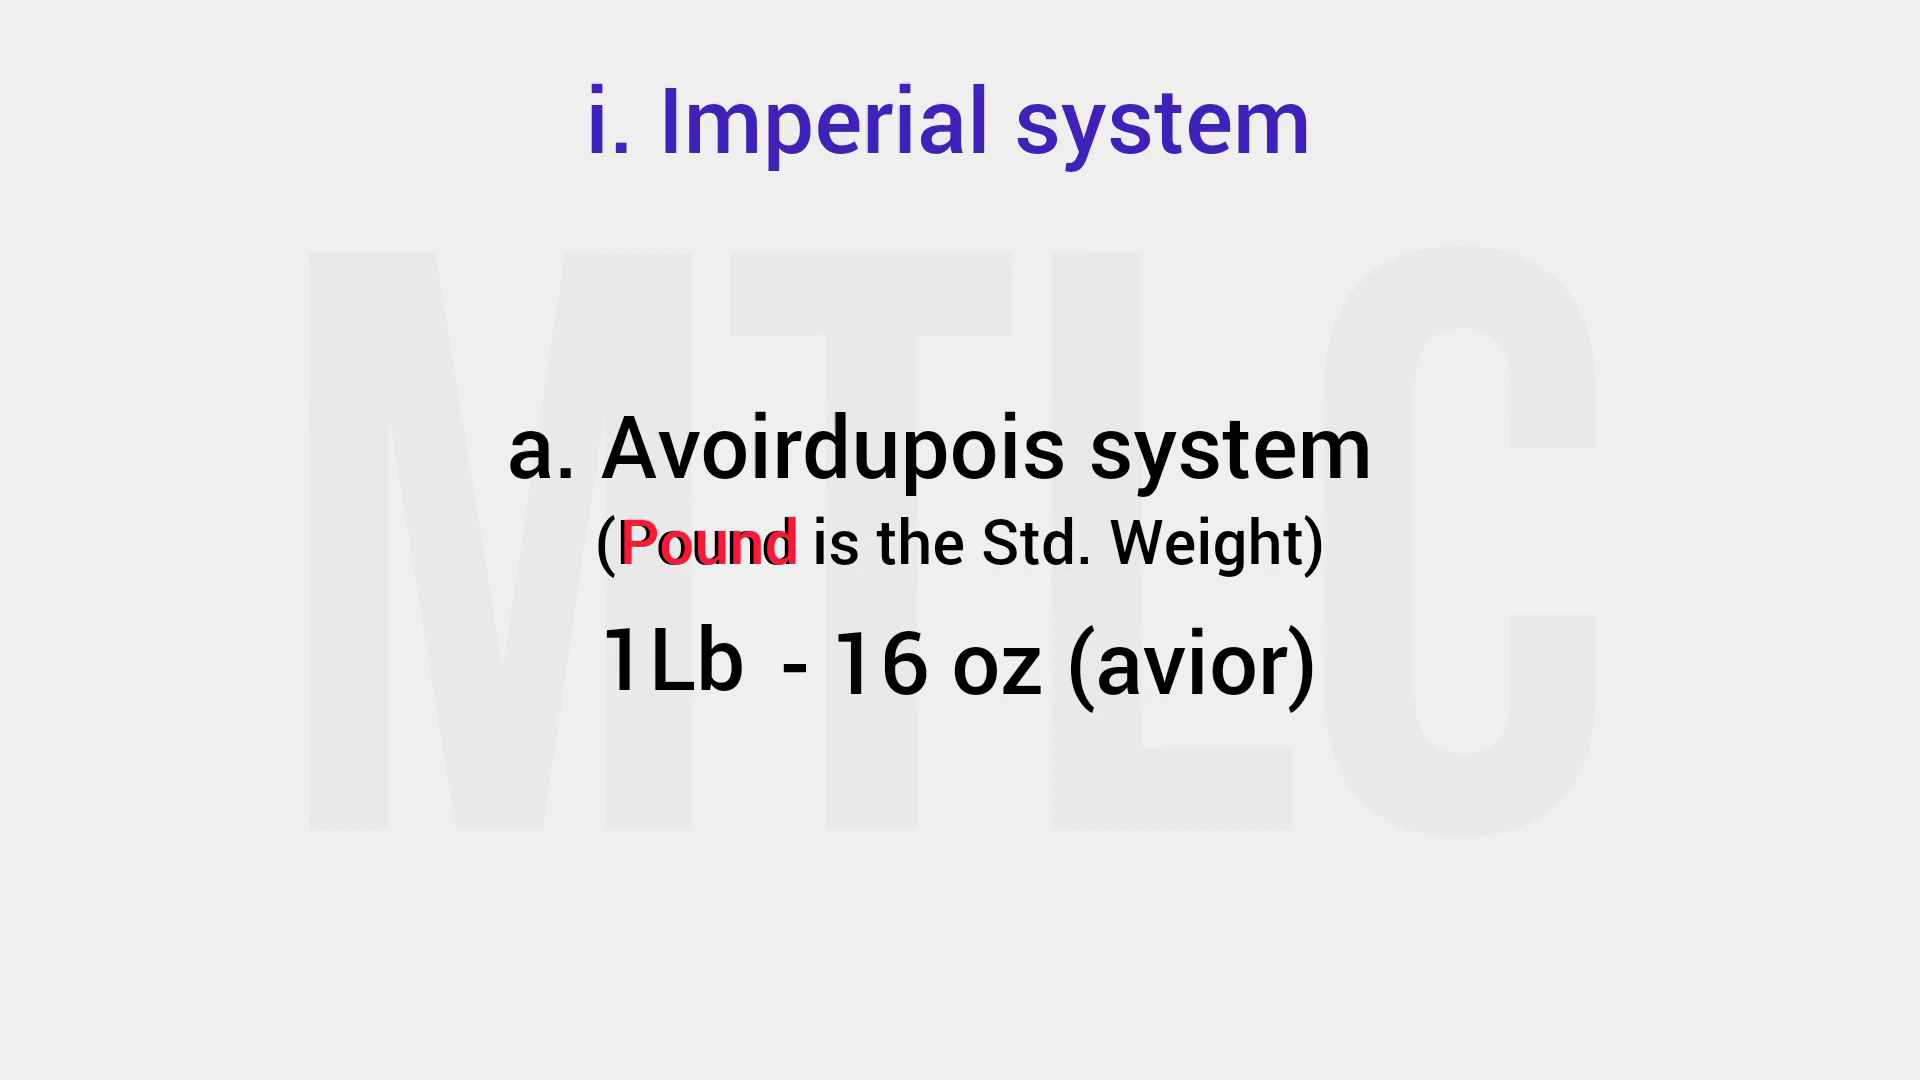 i. Imperial system
MTLC
a. Avoirdupois system
(Pound is the Std. Weight)
1Lb - 16 oz (avior)